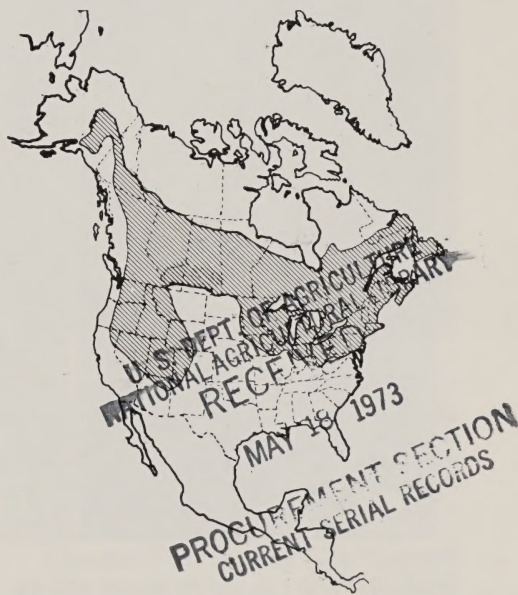 U. S. DEPT. OF AGRICULTURE
NATIONAL AGRICULTURAL LIBRARY
RECEIVED
MAY 18 1973
PROCUREMENT SECTION
CURRENT SERIAL RECORDS